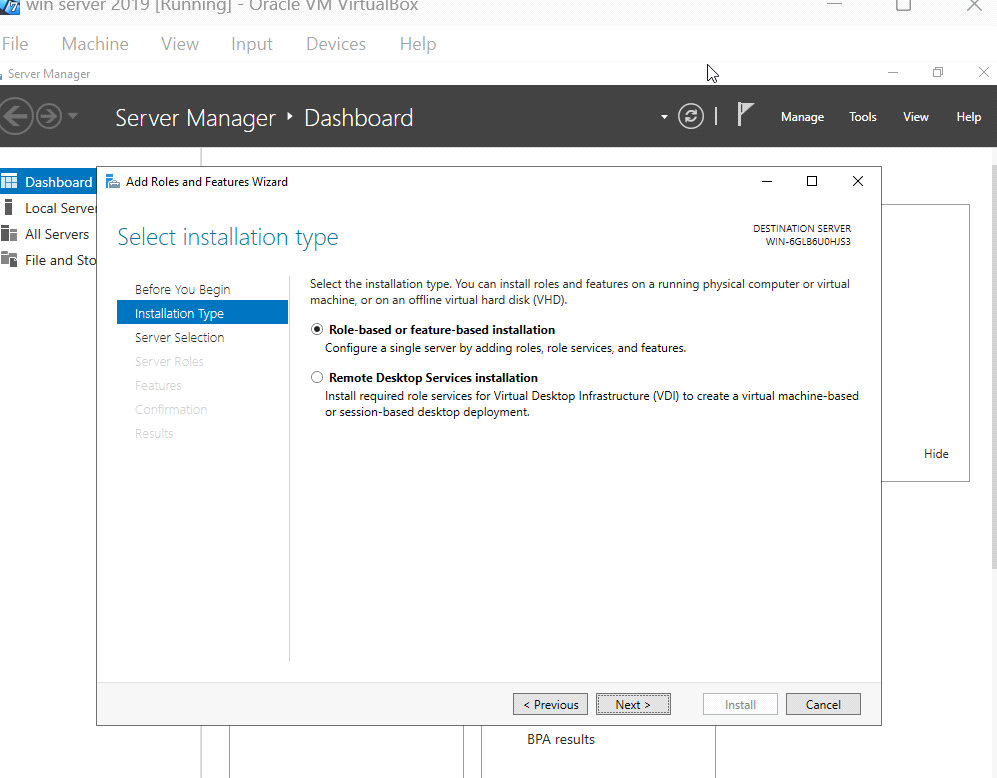 win server 2019 [Running] - Oracle VM VirtualBox
File Machine View Input Devices Help
Server Manager
Server Manager Dashboard
Manage Tools View Help
Dashboard
Local Server
All Servers
File and Sto
Add Roles and Features Wizard
Select installation type
DESTINATION SERVER
WIN-6GLB6U0HJS3
Before You Begin
Installation Type
Server Selection
Server Roles
Features
Confirmation
Results
Select the installation type. You can install roles and features on a running physical computer or virtual
machine, or on an offline virtual hard disk (VHD).
Role-based or feature-based installation
Configure a single server by adding roles, role services, and features.
Remote Desktop Services installation
Install required role services for Virtual Desktop Infrastructure (VDI) to create a virtual machine-based
or session-based desktop deployment.
Hide
< Previous Next > Install Cancel
BPA results